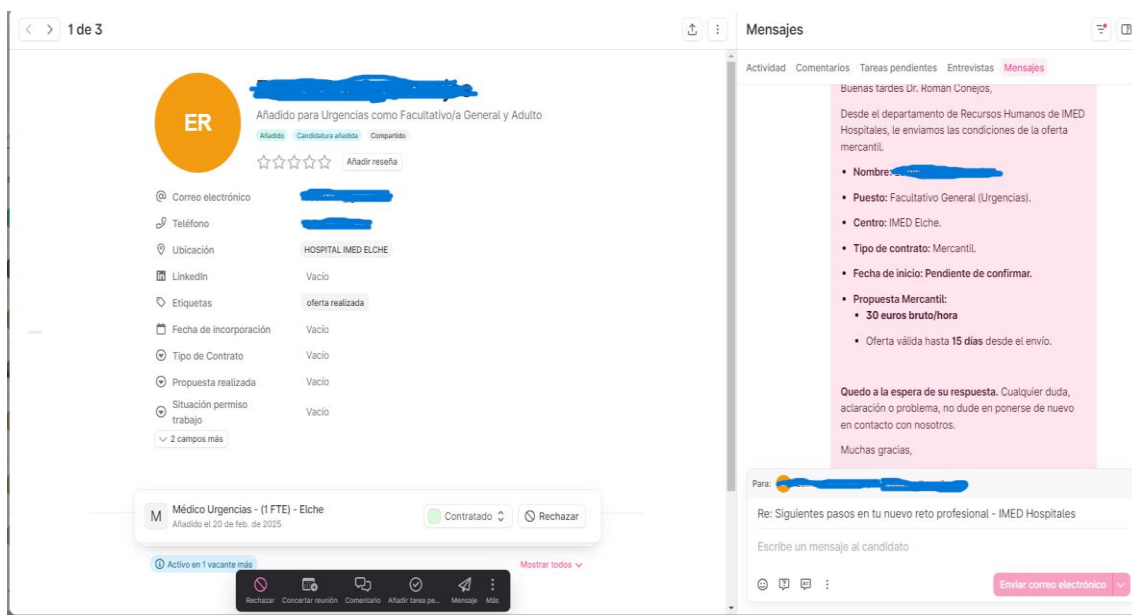 1 de 3
ER
Añadido para Urgencias como Facultativo/a General y Adulto
Añadido Candidatura añadida Compartido
Añadir reseña
Correo electrónico
Teléfono
Ubicación HOSPITAL IMED ELCHE
LinkedIn Vacío
Etiquetas oferta realizada
Fecha de incorporación Vacío
Tipo de Contrato Vacío
Propuesta realizada Vacío
Situación permiso
trabajo Vacío
2 campos más
M
Médico Urgencias - (1 FTE) - Elche
Añadido el 20 de feb. de 2025
Contratado
Rechazar
Activo en 1 vacante más
Mostrar todos
Rechazar Concertar reunión Comentario Añadir tarea pe... Mensaje Más
Mensajes
Actividad Comentarios Tareas pendientes Entrevistas Mensajes
Buenas tardes Dr. Román Conejos,
Desde el departamento de Recursos Humanos de IMED
Hospitales, le enviamos las condiciones de la oferta
mercantil.
• Nombre:
• Puesto: Facultativo General (Urgencias).
• Centro: IMED Elche.
• Tipo de contrato: Mercantil.
• Fecha de inicio: Pendiente de confirmar.
• Propuesta Mercantil:
• 30 euros bruto/hora
• Oferta válida hasta 15 días desde el envío.
Quedo a la espera de su respuesta. Cualquier duda,
aclaración o problema, no dude en ponerse de nuevo
en contacto con nosotros.
Muchas gracias,
Para:
Re: Siguientes pasos en tu nuevo reto profesional - IMED Hospitales
Escribe un mensaje al candidato
Enviar correo electrónico